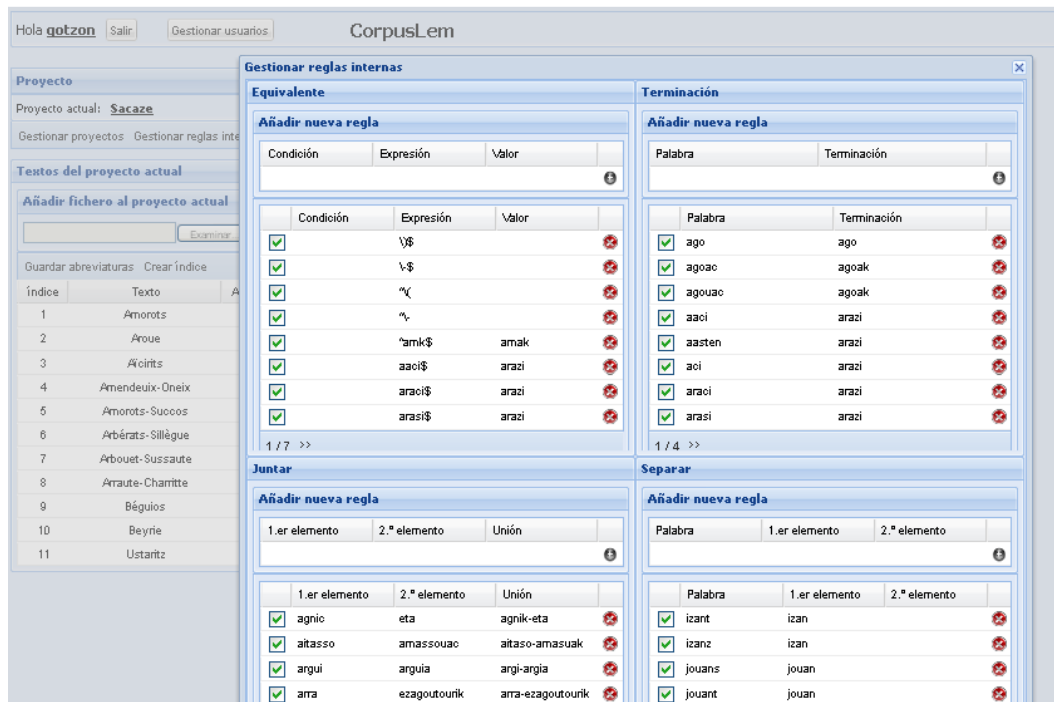 Hola gotzon Salir Gestionar usuarios CorpusLem
Gestionar reglas internas
Proyecto
Proyecto actual: Sacaze
Gestionar proyectos Gestionar reglas inte
Textos del proyecto actual
Añadir fichero al proyecto actual
Examinar...
Guardar abreviaturas Crear índice
índice Texto A
1 Amorots
2 Aroue
3 Aïcirits
4 Amendeuix-Oneix
5 Amorots-Succos
6 Arbérats-Sillègue
7 Arbouet-Sussaute
8 Arraute-Charritte
9 Béguios
10 Beyrie
11 Ustaritz
Equivalente
Añadir nueva regla
Condición Expresión Valor
Condición Expresión Valor
\)$
\-$
^\(
^\-
^amk$ amak
aaci$ arazi
araci$ arazi
arasi$ arazi
1 / 7 >>
Terminación
Añadir nueva regla
Palabra Terminación
Palabra Terminación
ago ago
agoac agoak
agouac agoak
aaci arazi
aasten arazi
aci arazi
araci arazi
arasi arazi
1 / 4 >>
Juntar
Añadir nueva regla
1.er elemento 2.º elemento Unión
1.er elemento 2.º elemento Unión
agnic eta agnik-eta
aitasso amassouac aitaso-amasuak
argui arguia argi-argia
arra ezagoutourik arra-ezagoutourik
Separar
Añadir nueva regla
Palabra 1.er elemento 2.º elemento
Palabra 1.er elemento 2.º elemento
izant izan
izanz izan
jouans jouan
jouant jouan